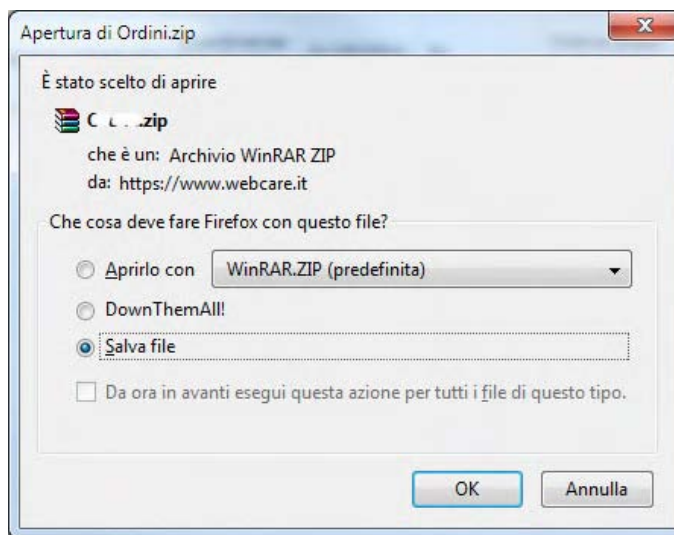 Apertura di Ordini.zip
È stato scelto di aprire
.zip
che è un: Archivio WinRAR ZIP
da: https://www.webcare.it
Che cosa deve fare Firefox con questo file?
Aprirlo con WinRAR.ZIP (predefinita)
DownThemAll!
Salva file
Da ora in avanti esegui questa azione per tutti i file di questo tipo.
OK Annulla